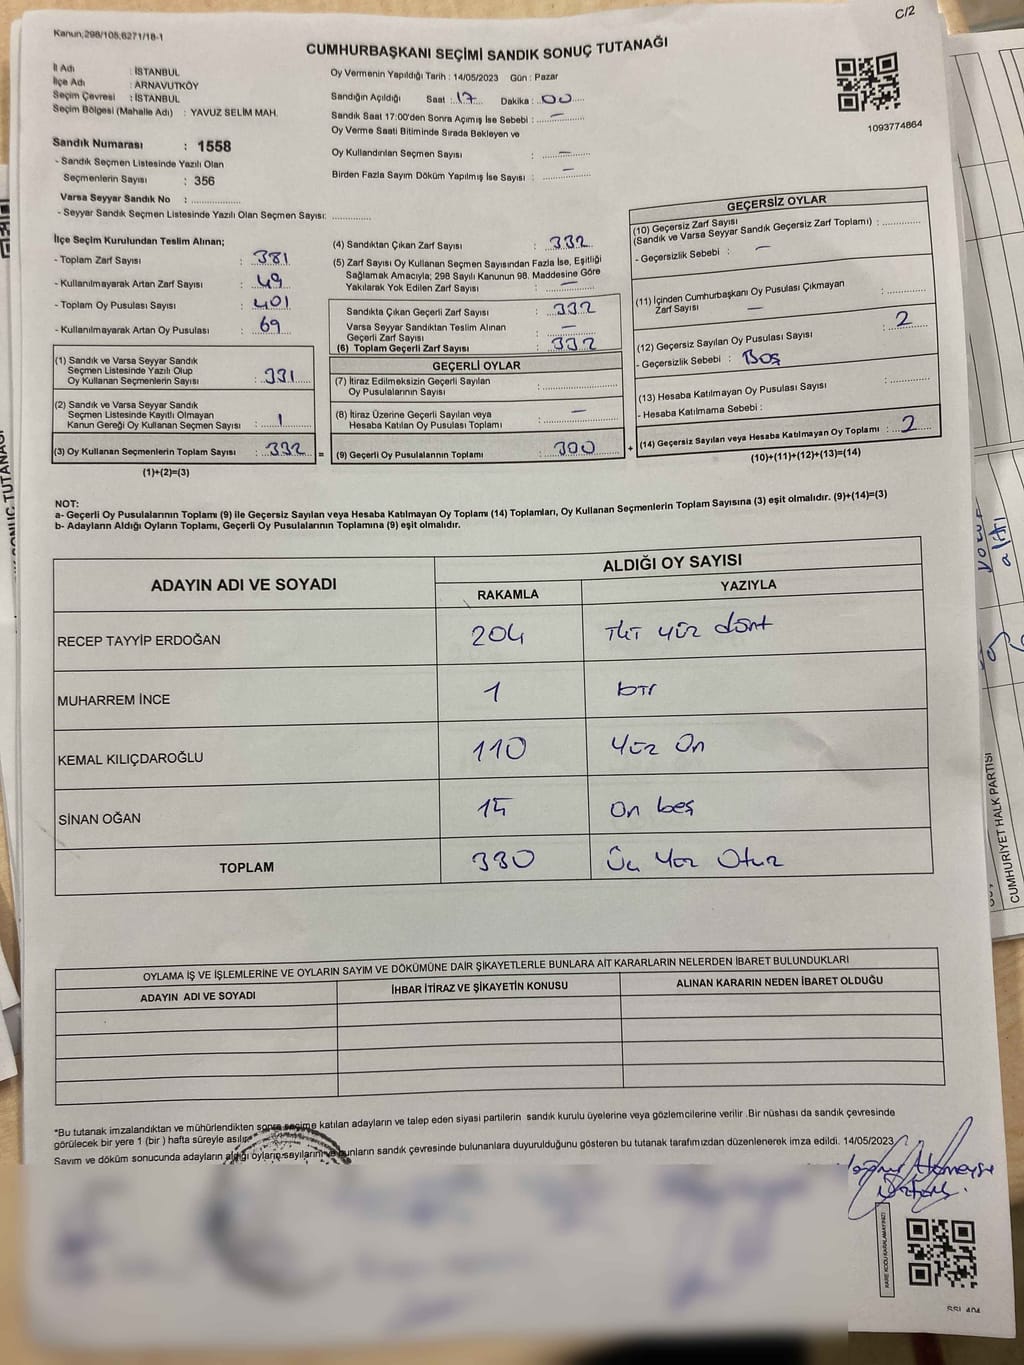 C/2
Kanun;298/105;6271/18-1
CUMHURBAŞKANI SEÇİMİ SANDIK SONUÇ TUTANAĞI
İl Adı : İSTANBUL
İlçe Adı : ARNAVUTKÖY
Seçim Çevresi : İSTANBUL
Seçim Bölgesi (Mahalle Adı) : YAVUZ SELİM MAH.
Sandık Numarası : 1558
- Sandık Seçmen Listesinde Yazılı Olan
Seçmenlerin Sayısı : 356
Varsa Seyyar Sandık No : ..............
- Seyyar Sandık Seçmen Listesinde Yazılı Olan Seçmen Sayısı: ............
Oy Vermenin Yapıldığı Tarih : 14/05/2023 Gün : Pazar
Sandığın Açıldığı Saat : 17 Dakika : 00
Sandık Saat 17:00'den Sonra Açımış İse Sebebi : —
Oy Verme Saati Bitiminde Sırada Bekleyen ve
Oy Kullandırılan Seçmen Sayısı : —
Birden Fazla Sayım Döküm Yapılmış İse Sayısı : —
1093774864
İlçe Seçim Kurulundan Teslim Alınan;
- Toplam Zarf Sayısı : 381
- Kullanılmayarak Artan Zarf Sayısı : 49
- Toplam Oy Pusulası Sayısı : 401
- Kullanılmayarak Artan Oy Pusulası : 69
(1) Sandık ve Varsa Seyyar Sandık
Seçmen Listesinde Yazılı Olup
Oy Kullanan Seçmenlerin Sayısı : 331
(2) Sandık ve Varsa Seyyar Sandık
Seçmen Listesinde Kayıtlı Olmayan
Kanun Gereği Oy Kullanan Seçmen Sayısı : 1
(3) Oy Kullanan Seçmenlerin Toplam Sayısı : 332 =
(1)+(2)=(3)
(4) Sandıktan Çıkan Zarf Sayısı : 332
(5) Zarf Sayısı Oy Kullanan Seçmen Sayısından Fazla İse, Eşitliği
Sağlamak Amacıyla; 298 Sayılı Kanunun 98. Maddesine Göre
Yakılarak Yok Edilen Zarf Sayısı : —
Sandıkta Çıkan Geçerli Zarf Sayısı : 332
Varsa Seyyar Sandıktan Teslim Alınan
Geçerli Zarf Sayısı : —
(6) Toplam Geçerli Zarf Sayısı : 332
GEÇERLİ OYLAR
(7) İtiraz Edilmeksizin Geçerli Sayılan
Oy Pusulalarının Sayısı : ..............
(8) İtiraz Üzerine Geçerli Sayılan veya
Hesaba Katılan Oy Pusulası Toplamı : —
(9) Geçerli Oy Pusulalarının Toplamı : 330 +
GEÇERSİZ OYLAR
(10) Geçersiz Zarf Sayısı
(Sandık ve Varsa Seyyar Sandık Geçersiz Zarf Toplamı) : ..........
- Geçersizlik Sebebi : —
(11) İçinden Cumhurbaşkanı Oy Pusulası Çıkmayan
Zarf Sayısı — : ..........
(12) Geçersiz Sayılan Oy Pusulası Sayısı : 2
- Geçersizlik Sebebi : Boş
(13) Hesaba Katılmayan Oy Pusulası Sayısı : ..........
- Hesaba Katılmama Sebebi :
(14) Geçersiz Sayılan veya Hesaba Katılmayan Oy Toplamı : 2
(10)+(11)+(12)+(13)=(14)
NOT:
a- Geçerli Oy Pusulalarının Toplamı (9) ile Geçersiz Sayılan veya Hesaba Katılmayan Oy Toplamı (14) Toplamları, Oy Kullanan Seçmenlerin Toplam Sayısına (3) eşit olmalıdır. (9)+(14)=(3)
b- Adayların Aldığı Oyların Toplamı, Geçerli Oy Pusulalarının Toplamına (9) eşit olmalıdır.
ADAYIN ADI VE SOYADI
ALDIĞI OY SAYISI
RAKAMLA YAZIYLA
RECEP TAYYİP ERDOĞAN 204 İki yüz dört
MUHARREM İNCE 1 bir
KEMAL KILIÇDAROĞLU 110 Yüz On
SİNAN OĞAN 15 On beş
TOPLAM 330 Üç Yüz Otuz
OYLAMA İŞ VE İŞLEMLERİNE VE OYLARIN SAYIM VE DÖKÜMÜNE DAİR ŞİKAYETLERLE BUNLARA AİT KARARLARIN NELERDEN İBARET BULUNDUKLARI
ADAYIN ADI VE SOYADI İHBAR İTİRAZ VE ŞİKAYETİN KONUSU ALINAN KARARIN NEDEN İBARET OLDUĞU
*Bu tutanak imzalandıktan ve mühürlendikten sonra seçime katılan adayların ve talep eden siyasi partilerin sandık kurulu üyelerine veya gözlemcilerine verilir .Bir nüshası da sandık çevresinde
görülecek bir yere 1 (bir ) hafta süreyle asılır.
Sayım ve döküm sonucunda adayların aldığı oyların sayılarını ve bunların sandık çevresinde bulunanlara duyurulduğunu gösteren bu tutanak tarafımızdan düzenlenerek imza edildi. 14/05/2023
KARE KODU KARALAMAYINIZ!
CUMHURİYET HALK PARTİSİ